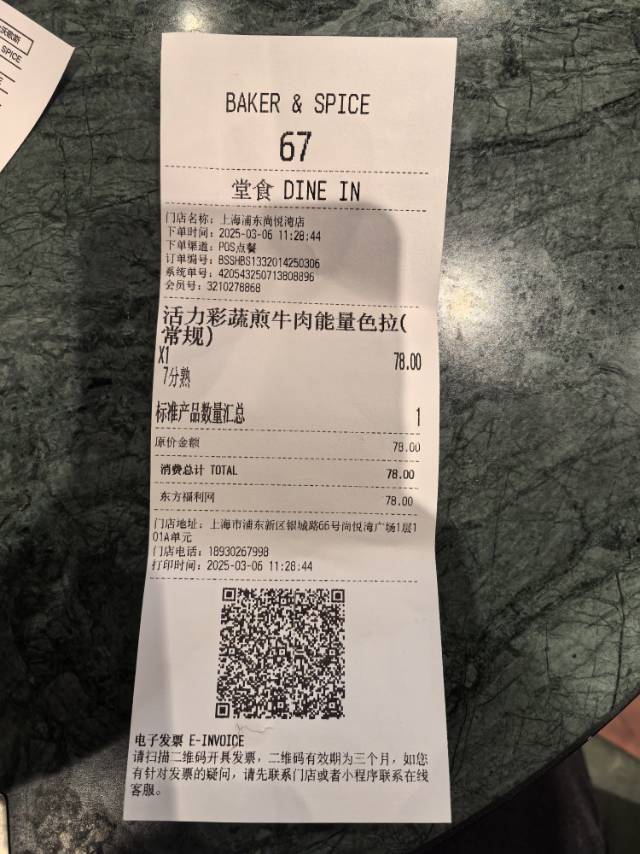 沃歌斯
SPICE
BAKER & SPICE
67
堂食 DINE IN
门店名称: 上海浦东尚悦湾店
下单时间: 2025-03-06 11:28:44
下单渠道: POS点餐
订单编号: BSSHBS1332014250306
系统单号: 420543250713808896
会员号: 3210278868
活力彩蔬煎牛肉能量色拉(
常规)
X1 78.00
7分熟
标准产品数量汇总 1
原价金额 78.00
消费总计 TOTAL 78.00
东方福利网 78.00
门店地址: 上海市浦东新区银城路66号尚悦湾广场1层1
01A单元
门店电话: 18930267998
打印时间: 2025-03-06 11:28:44
电子发票 E-INVOICE
请扫描二维码开具发票，二维码有效期为三个月，如您
有针对发票的疑问，请先联系门店或者小程序联系在线
客服。